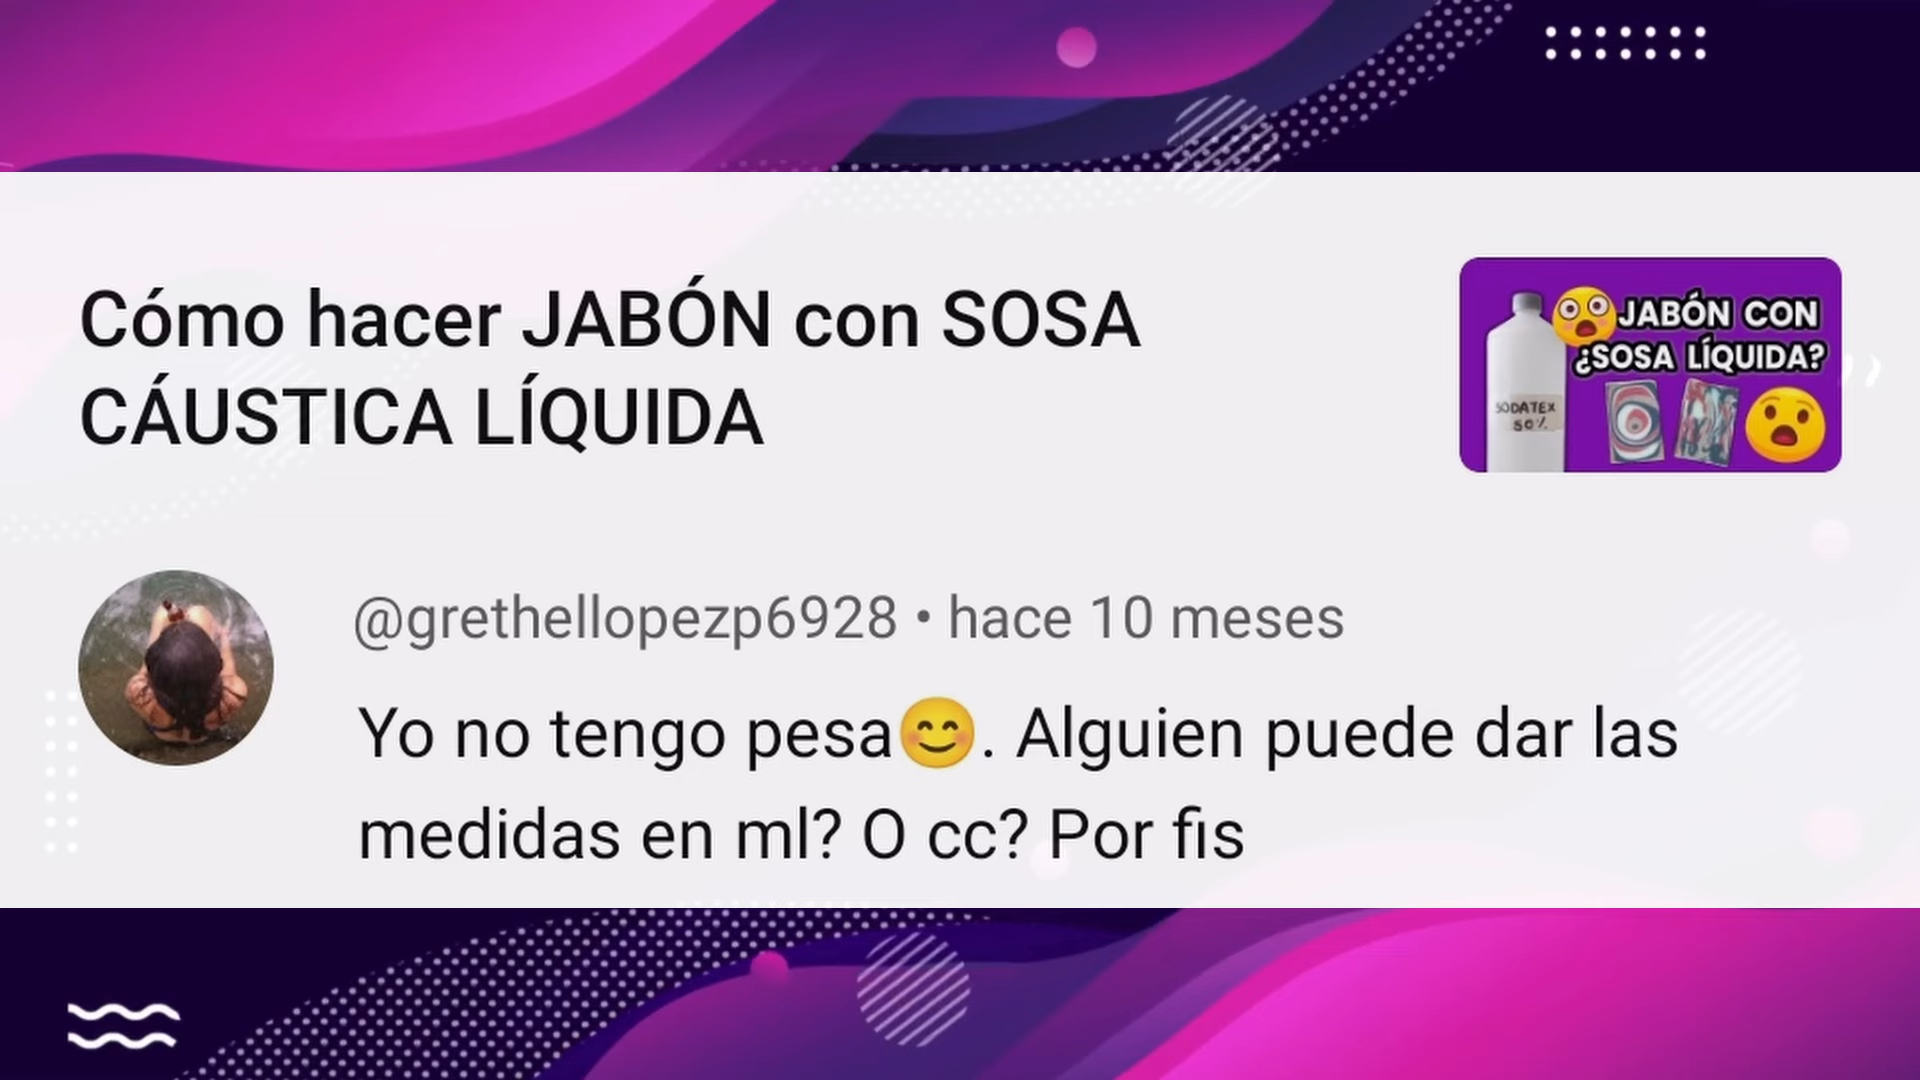 Cómo hacer JABÓN con SOSA
CÁUSTICA LÍQUIDA
JABÓN CON
¿SOSA LÍQUIDA?
SODATEX
50%
@grethellopezp6928 • hace 10 meses
Yo no tengo pesa😊. Alguien puede dar las
medidas en ml? O cc? Por fis